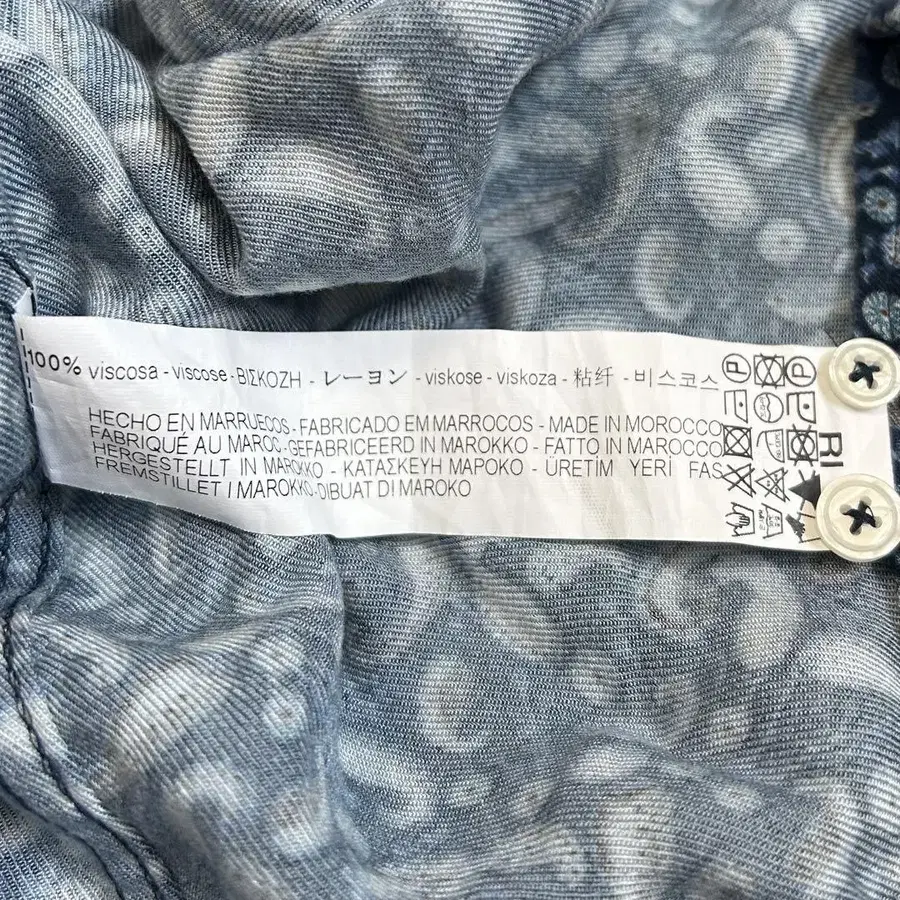 100% viscosa - viscose - ΒΙΣΚΟΖΗ - レーヨン - viskose - viskoza - 粘纤 - 비스코스
HECHO EN MARRUECOS - FABRICADO EM MARROCOS - MADE IN MOROCCO
FABRIQUÉ AU MAROC - GEFABRICEERD IN MAROKKO - FATTO IN MAROCCO
HERGESTELLT IN MAROKKO - ΚΑΤΑΣΚΕΥΗ ΜΑΡΟΚΟ - ÜRETİM YERİ FAS
FREMSTILLET I MAROKKO - DIBUAT DI MAROKO
P
P
RI